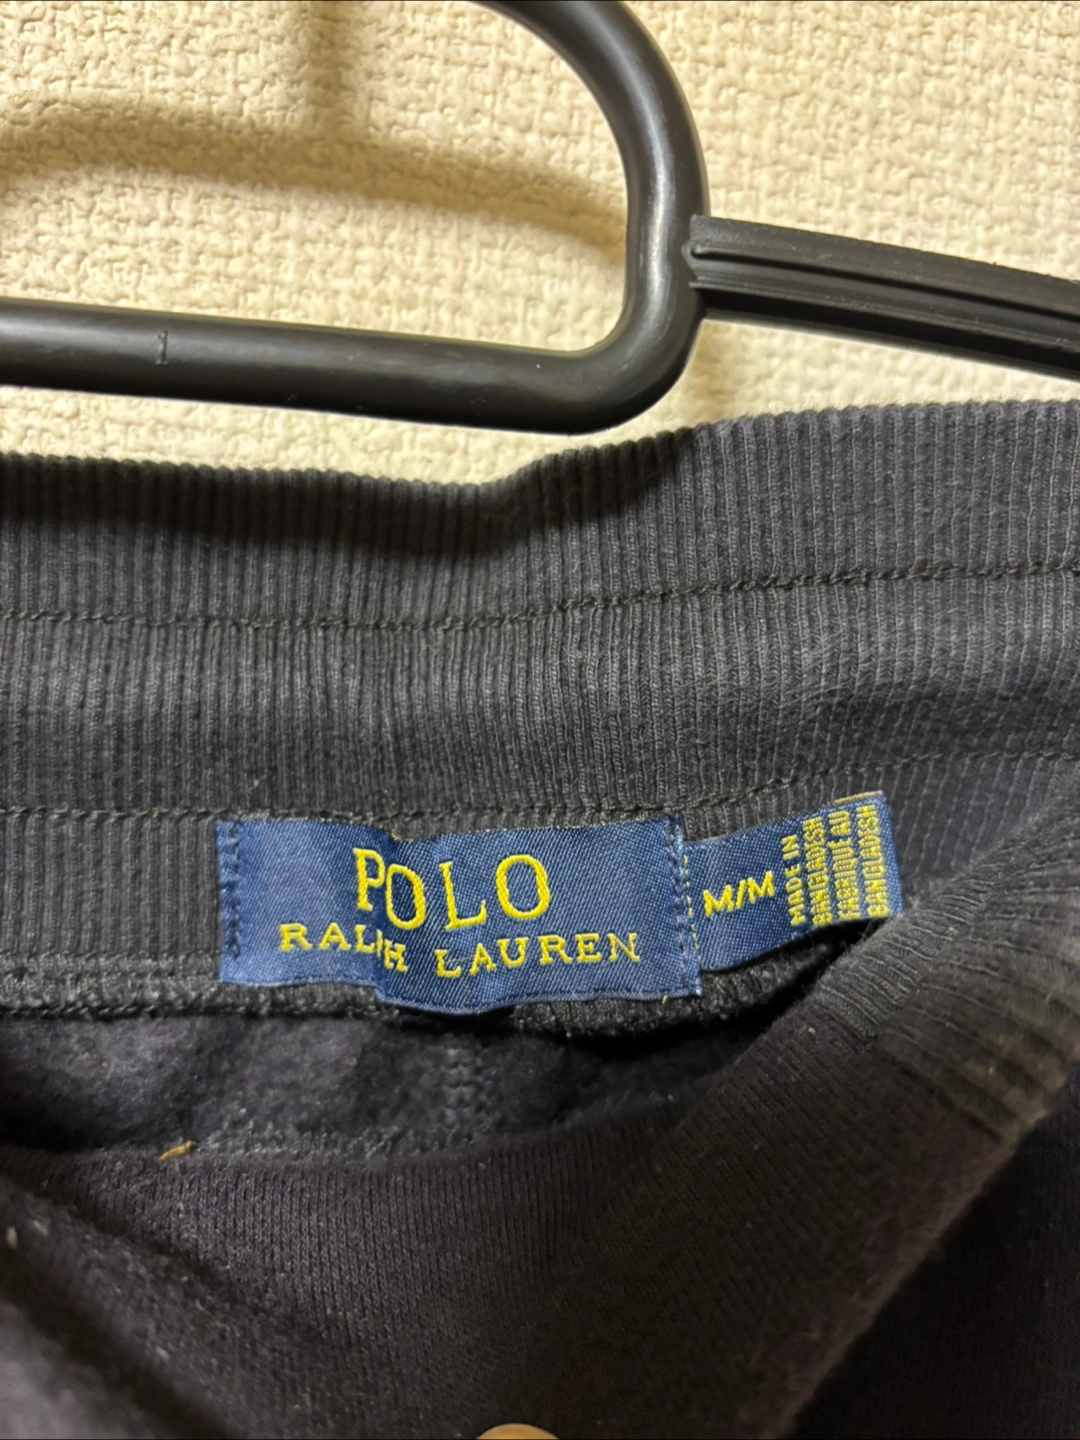 POLO
RALPH LAUREN
M/M
MADE IN
BANGLADESH
FABRIQUÉ AU
BANGLADESH